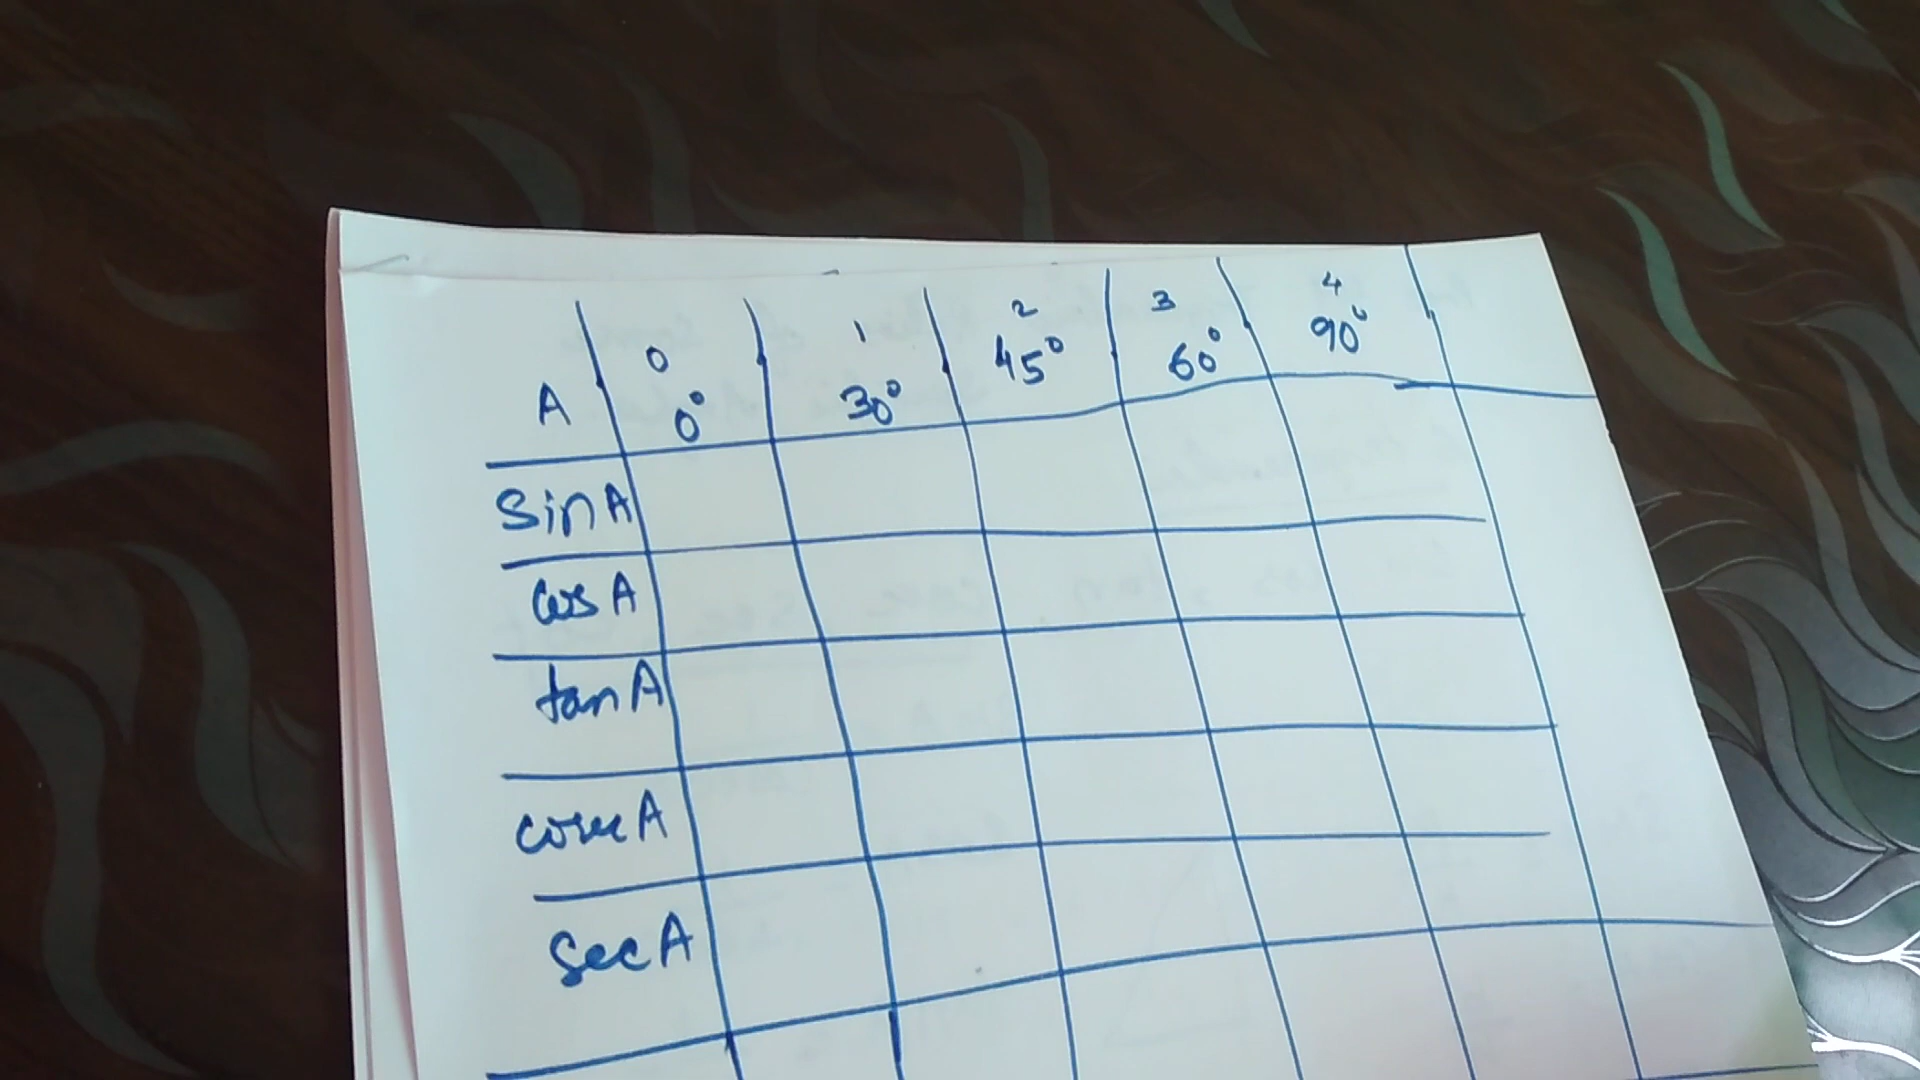 0 1 2 3 4
A 0° 30° 45° 60° 90°
Sin A
cos A
tan A
cosec A
Sec A